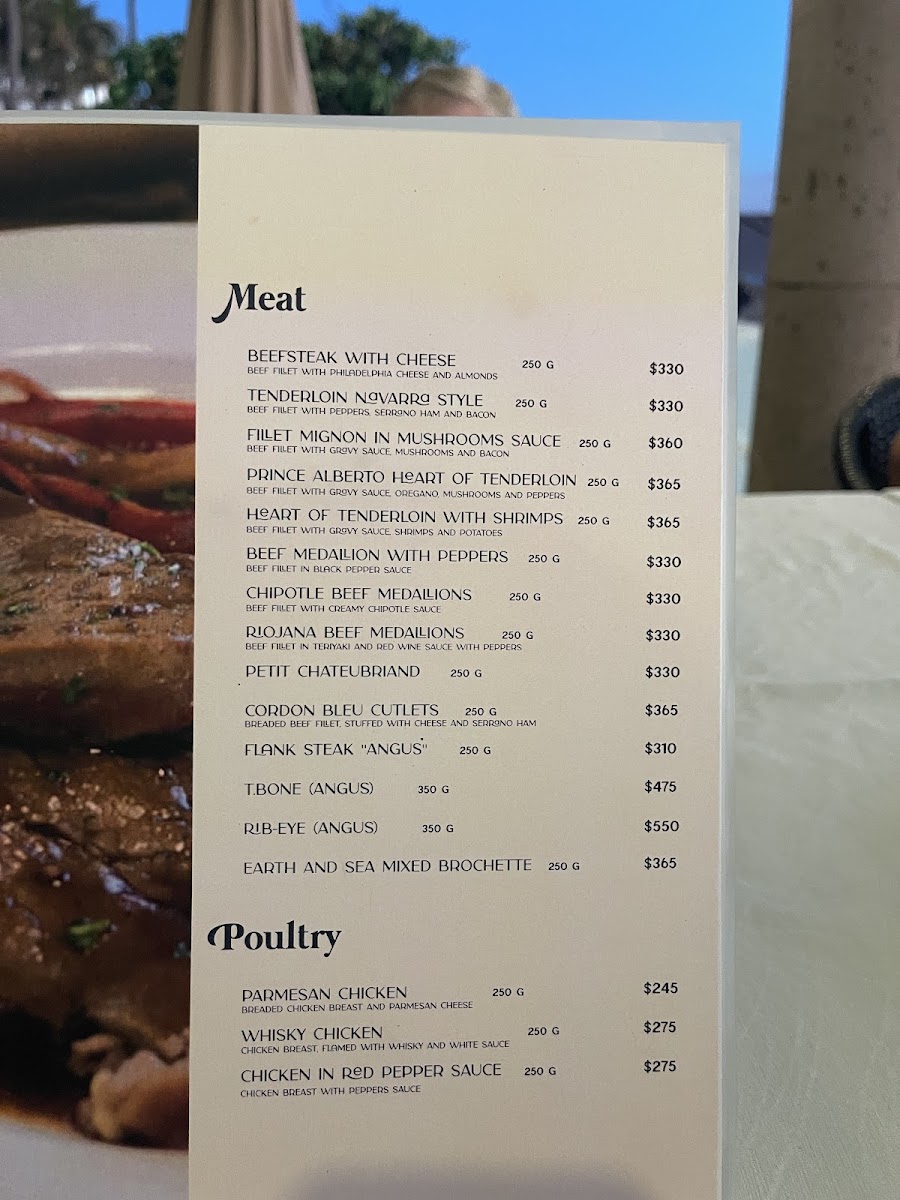 Meat
BEEFSTEAK WITH CHEESE 250 G $330
BEEF FILLET WITH PHILADELPHIA CHEESE AND ALMONDS
TENDERLOIN NAVARRA STYLE 250 G $330
BEEF FILLET WITH PEPPERS, SERRANO HAM AND BACON
FILLET MIGNON IN MUSHROOMS SAUCE 250 G $360
BEEF FILLET WITH GRAVY SAUCE, MUSHROOMS AND BACON
PRINCE ALBERTO HEART OF TENDERLOIN 250 G $365
BEEF FILLET WITH GRAVY SAUCE, OREGANO, MUSHROOMS AND PEPPERS
HEART OF TENDERLOIN WITH SHRIMPS 250 G $365
BEEF FILLET WITH GRAVY SAUCE, SHRIMPS AND POTATOES
BEEF MEDALLION WITH PEPPERS 250 G $330
BEEF FILLET IN BLACK PEPPER SAUCE
CHIPOTLE BEEF MEDALLIONS 250 G $330
BEEF FILLET WITH CREAMY CHIPOTLE SAUCE
RIOJANA BEEF MEDALLIONS 250 G $330
BEEF FILLET IN TERIYAKI AND RED WINE SAUCE WITH PEPPERS
PETIT CHATEUBRIAND 250 G $330
CORDON BLEU CUTLETS 250 G $365
BREADED BEEF FILLET, STUFFED WITH CHEESE AND SERRANO HAM
FLANK STEAK "ANGUS" 250 G $310
T.BONE (ANGUS) 350 G $475
RIB-EYE (ANGUS) 350 G $550
EARTH AND SEA MIXED BROCHETTE 250 G $365
Poultry
PARMESAN CHICKEN 250 G $245
BREADED CHICKEN BREAST AND PARMESAN CHEESE
WHISKY CHICKEN 250 G $275
CHICKEN BREAST, FLAMED WITH WHISKY AND WHITE SAUCE
CHICKEN IN RED PEPPER SAUCE 250 G $275
CHICKEN BREAST WITH PEPPERS SAUCE